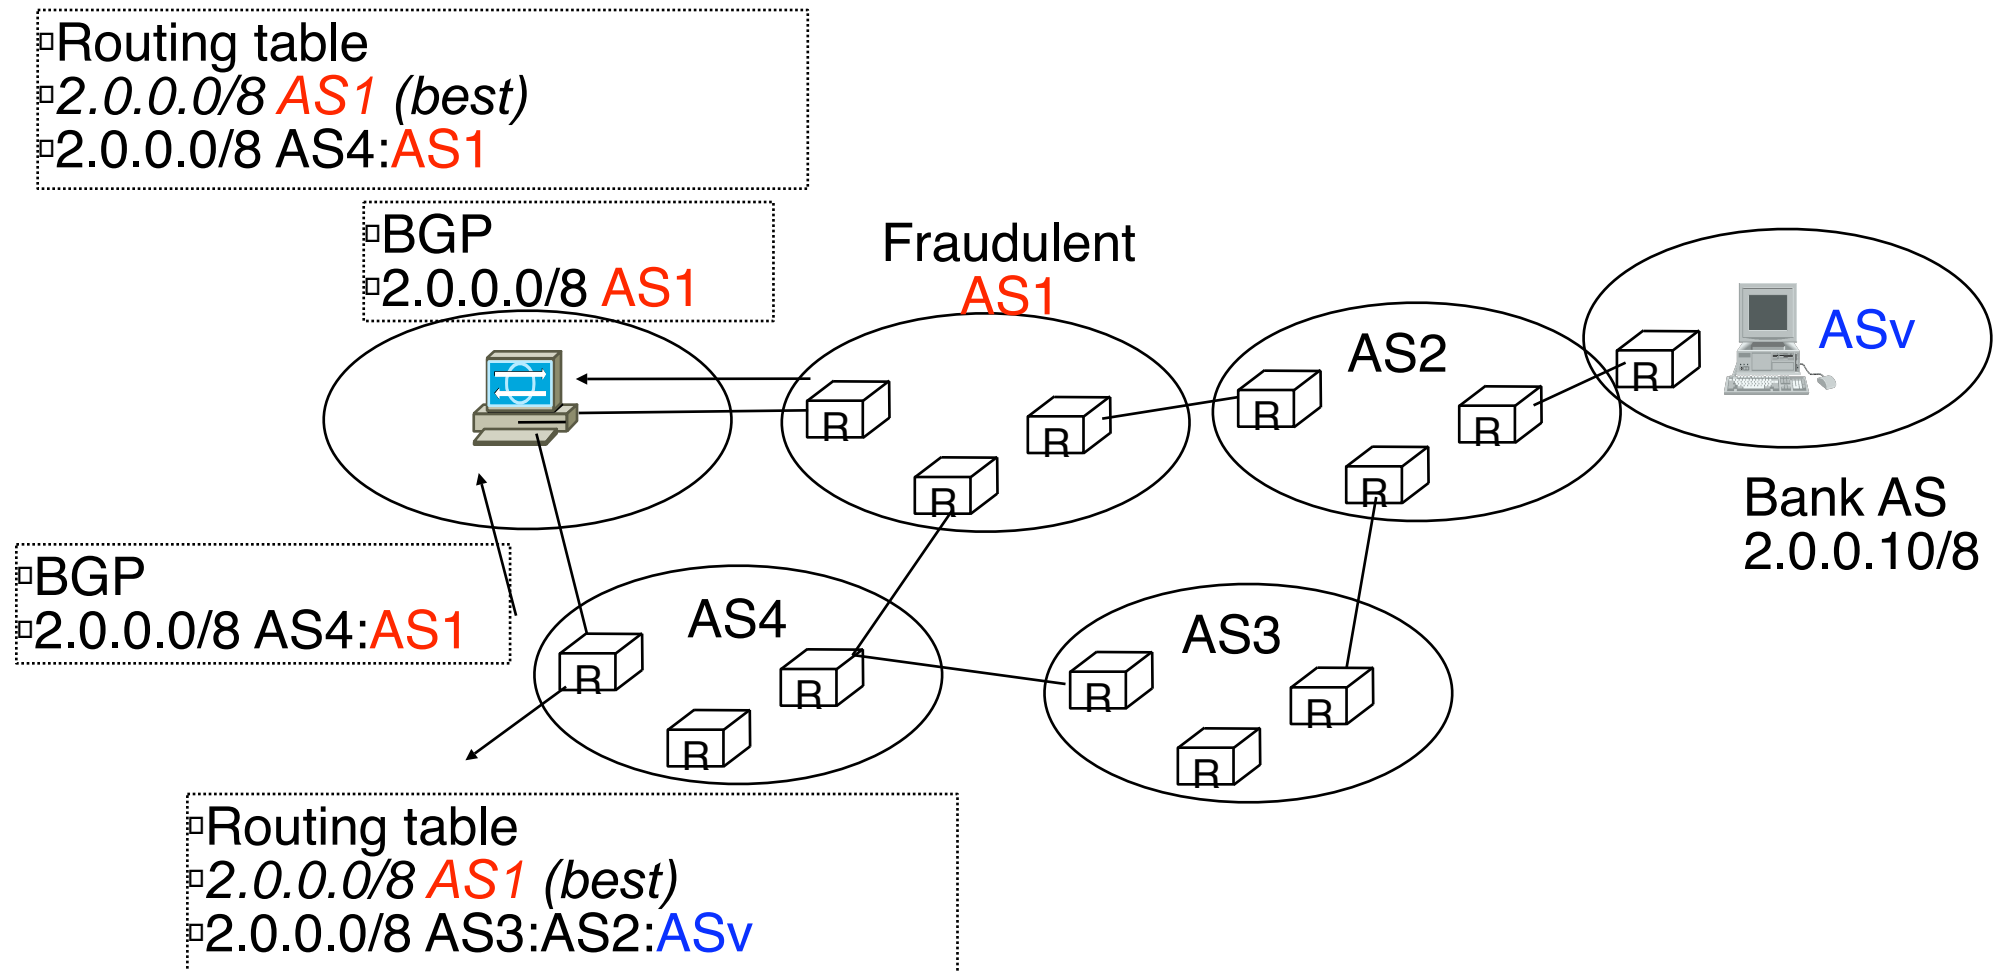 Routing table
2.0.0.0/8 AS1 (best)
2.0.0.0/8 AS4:AS1
BGP
2.0.0.0/8 AS1
Fraudulent
AS1
AS2
ASv
R
R
R
R
R
R
R
R
Bank AS
2.0.0.10/8
BGP
2.0.0.0/8 AS4:AS1
AS4
AS3
R
R
R
R
R
R
Routing table
2.0.0.0/8 AS1 (best)
2.0.0.0/8 AS3:AS2:ASv